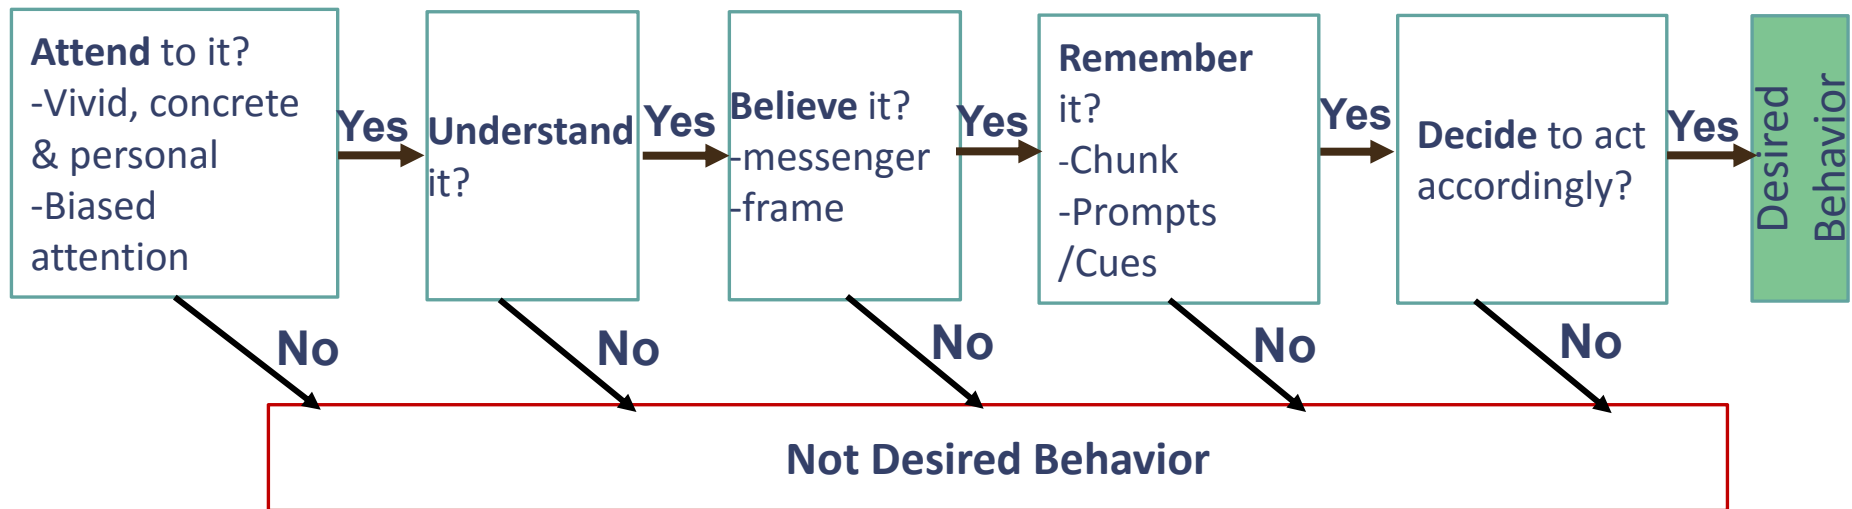 Attend to it?
-Vivid, concrete
& personal
-Biased
attention
Yes
Understand
it?
Yes
Believe it?
-messenger
-frame
Yes
Remember
it?
-Chunk
-Prompts
/Cues
Yes
Decide to act
accordingly?
Yes
Desired
Behavior
No
No
No
No
No
Not Desired Behavior